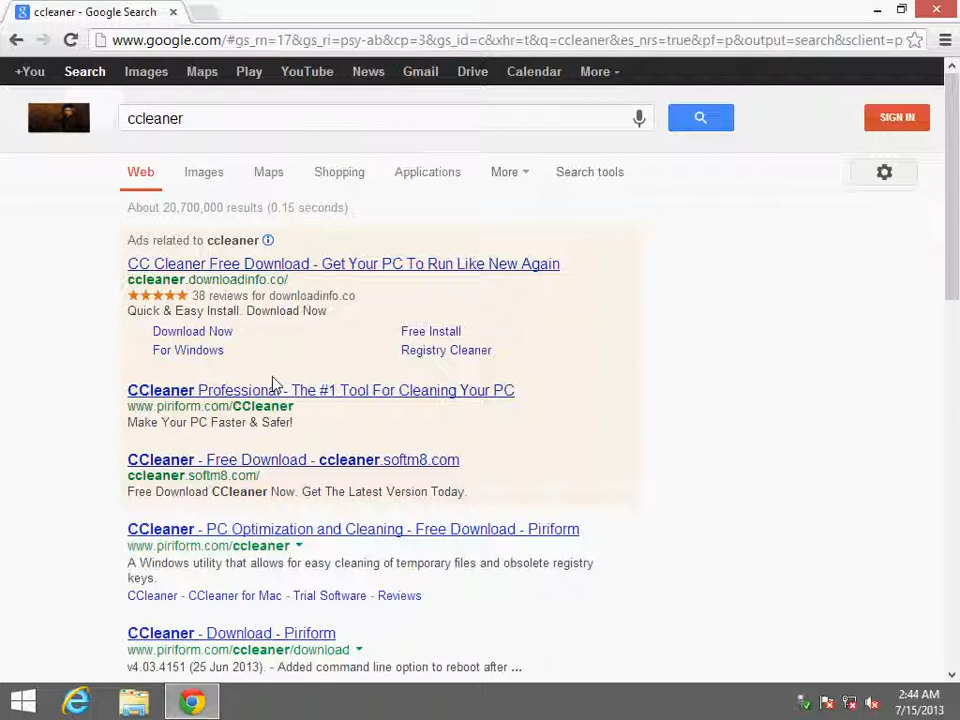 ccleaner - Google Search
www.google.com/#gs_rn=17&gs_ri=psy-ab&cp=3&gs_id=c&xhr=t&q=ccleaner&es_nrs=true&pf=p&output=search&sclient=p
+You Search Images Maps Play YouTube News Gmail Drive Calendar More
ccleaner
SIGN IN
Web Images Maps Shopping Applications More Search tools
About 20,700,000 results (0.15 seconds)
Ads related to ccleaner
CC Cleaner Free Download - Get Your PC To Run Like New Again
ccleaner.downloadinfo.co/
38 reviews for downloadinfo.co
Quick & Easy Install. Download Now
Download Now Free Install
For Windows Registry Cleaner
CCleaner Professional - The #1 Tool For Cleaning Your PC
www.piriform.com/CCleaner
Make Your PC Faster & Safer!
CCleaner - Free Download - ccleaner.softm8.com
ccleaner.softm8.com/
Free Download CCleaner Now. Get The Latest Version Today.
CCleaner - PC Optimization and Cleaning - Free Download - Piriform
www.piriform.com/ccleaner
A Windows utility that allows for easy cleaning of temporary files and obsolete registry
keys.
CCleaner - CCleaner for Mac - Trial Software - Reviews
CCleaner - Download - Piriform
www.piriform.com/ccleaner/download
v4.03.4151 (25 Jun 2013). - Added command line option to reboot after ...
2:44 AM
7/15/2013